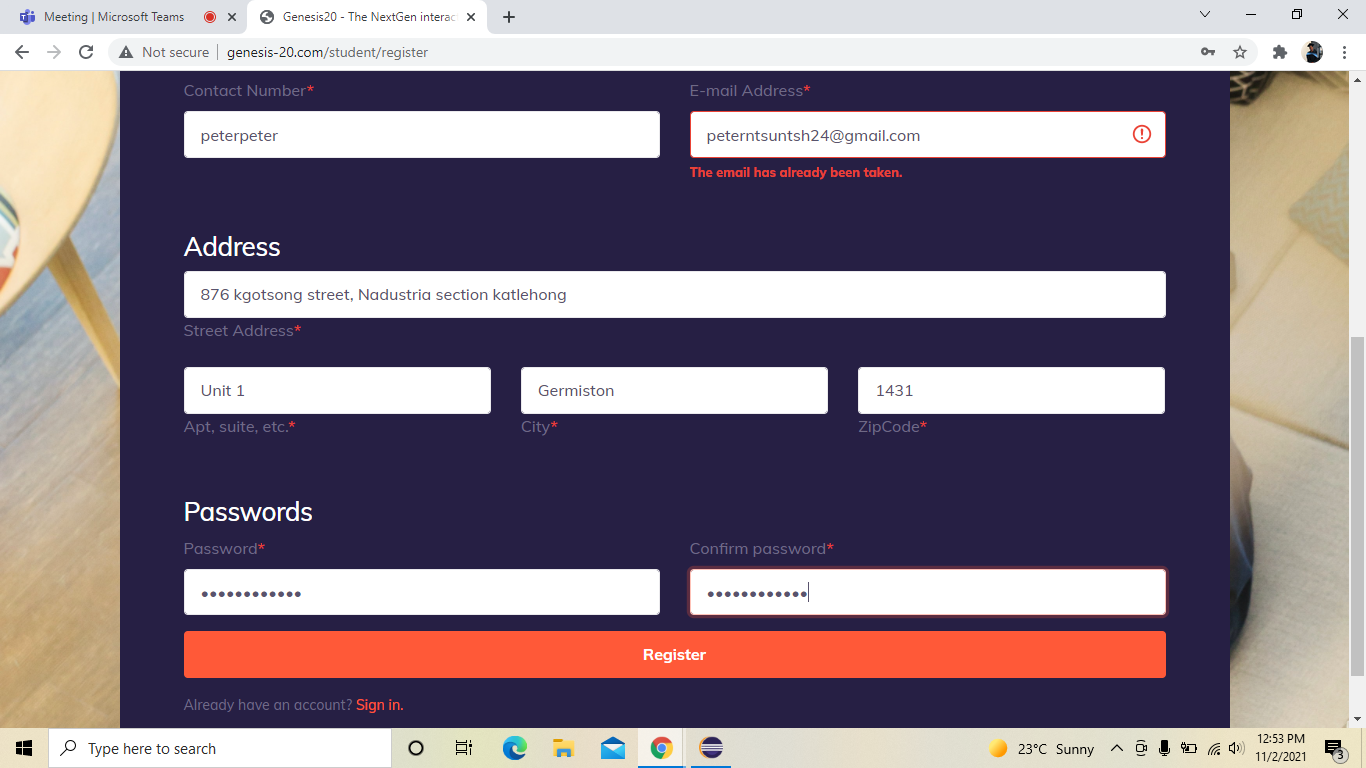 Meeting | Microsoft Teams
Genesis20 - The NextGen interac
Not secure
genesis-20.com/student/register
Contact Number*
E-mail Address*
peterpeter
peterntsuntsh24@gmail.com
The email has already been taken.
Address
876 kgotsong street, Nadustria section katlehong
Street Address*
Unit 1
Germiston
1431
Apt, suite, etc.*
City*
ZipCode*
Passwords
Password*
Confirm password*
Register
Already have an account? Sign in.
Type here to search
23°C Sunny
12:53 PM
11/2/2021
3